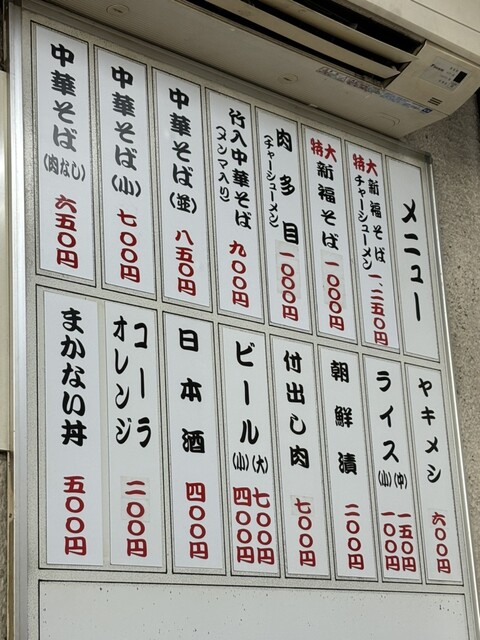 メニュー
特大 新福そば チャーシューメン 一、二五〇円
特大 新福そば 一〇〇〇円
肉多目 (チャーシューメン) 一〇〇〇円
竹入中華そば (メンマ入り) 九〇〇円
中華そば(並) 八五〇円
中華そば(小) 七〇〇円
中華そば(肉なし) 六五〇円
ヤキメシ 六〇〇円
ライス (中) 一五〇円
(小) 一〇〇円
朝鮮漬 二〇〇円
付出し肉 七〇〇円
ビール (大) 七〇〇円
(小) 四〇〇円
日本酒 四〇〇円
コーラ
オレンジ 二〇〇円
まかない丼 五〇〇円